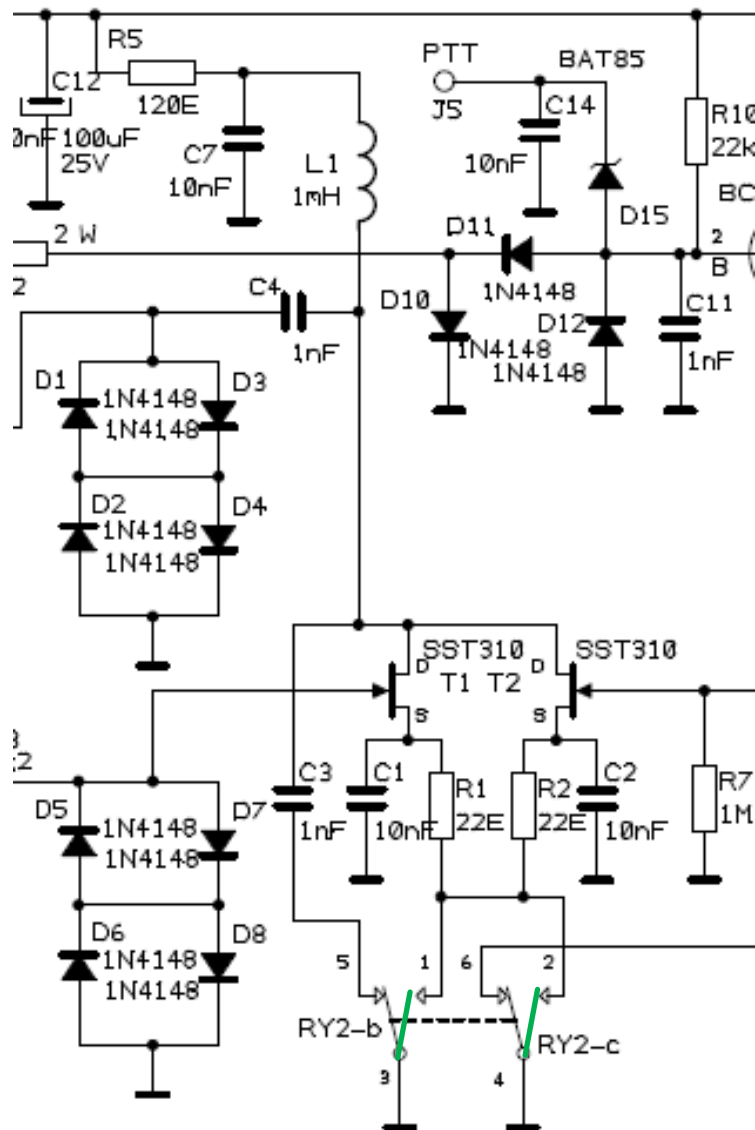 R5
C12
120E
0nF 100uF
25V
C7
10nF
L1
1mH
PTT
J5
BAT85
C14
10nF
R10
22k
BC
2
B
D15
D11
1N4148
2 W
2
C4
1nF
D10
1N4148
D12
1N4148
C11
1nF
D1
1N4148
1N4148
D3
D2
1N4148
1N4148
D4
SST310
D
T1
S
SST310
D
T2
S
2
D5
1N4148
1N4148
D7
D6
1N4148
1N4148
D8
C3
1nF
C1
10nF
R1
22E
R2
22E
C2
10nF
R7
1M
5
1
6
2
RY2-b
RY2-c
3
4